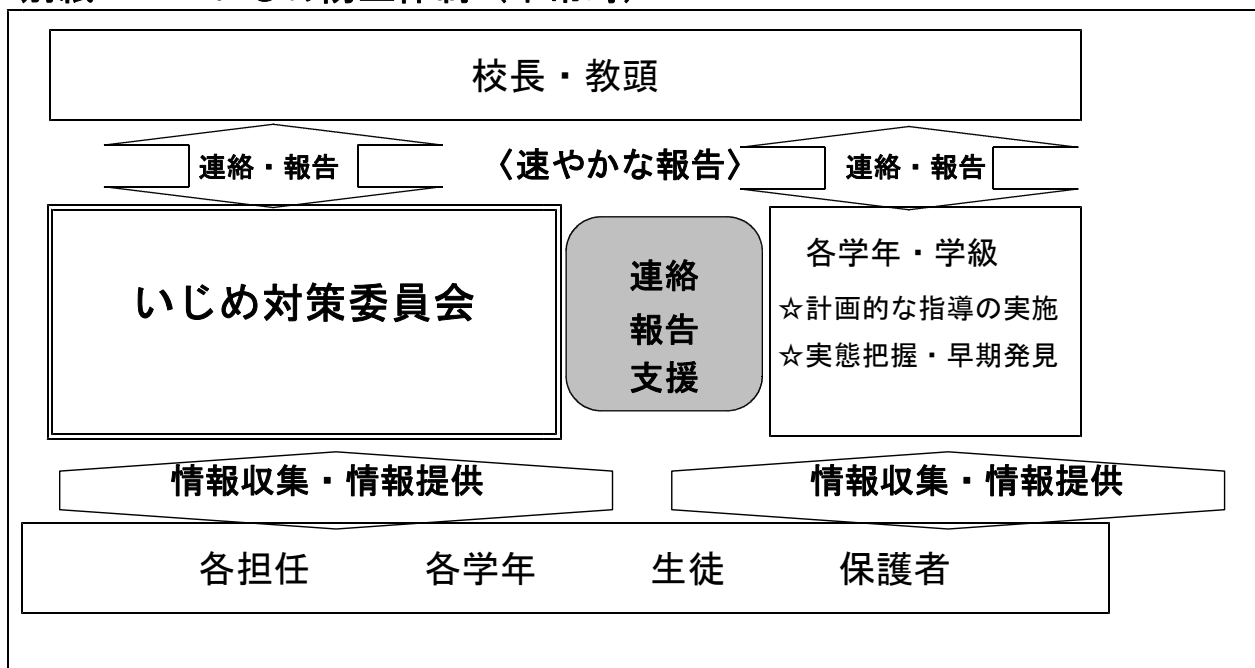 校長・教頭
連絡・報告
〈速やかな報告〉
連絡・報告
いじめ対策委員会
連絡
報告
支援
各学年・学級
☆計画的な指導の実施
☆実態把握・早期発見
情報収集・情報提供
情報収集・情報提供
各担任 各学年 生徒 保護者